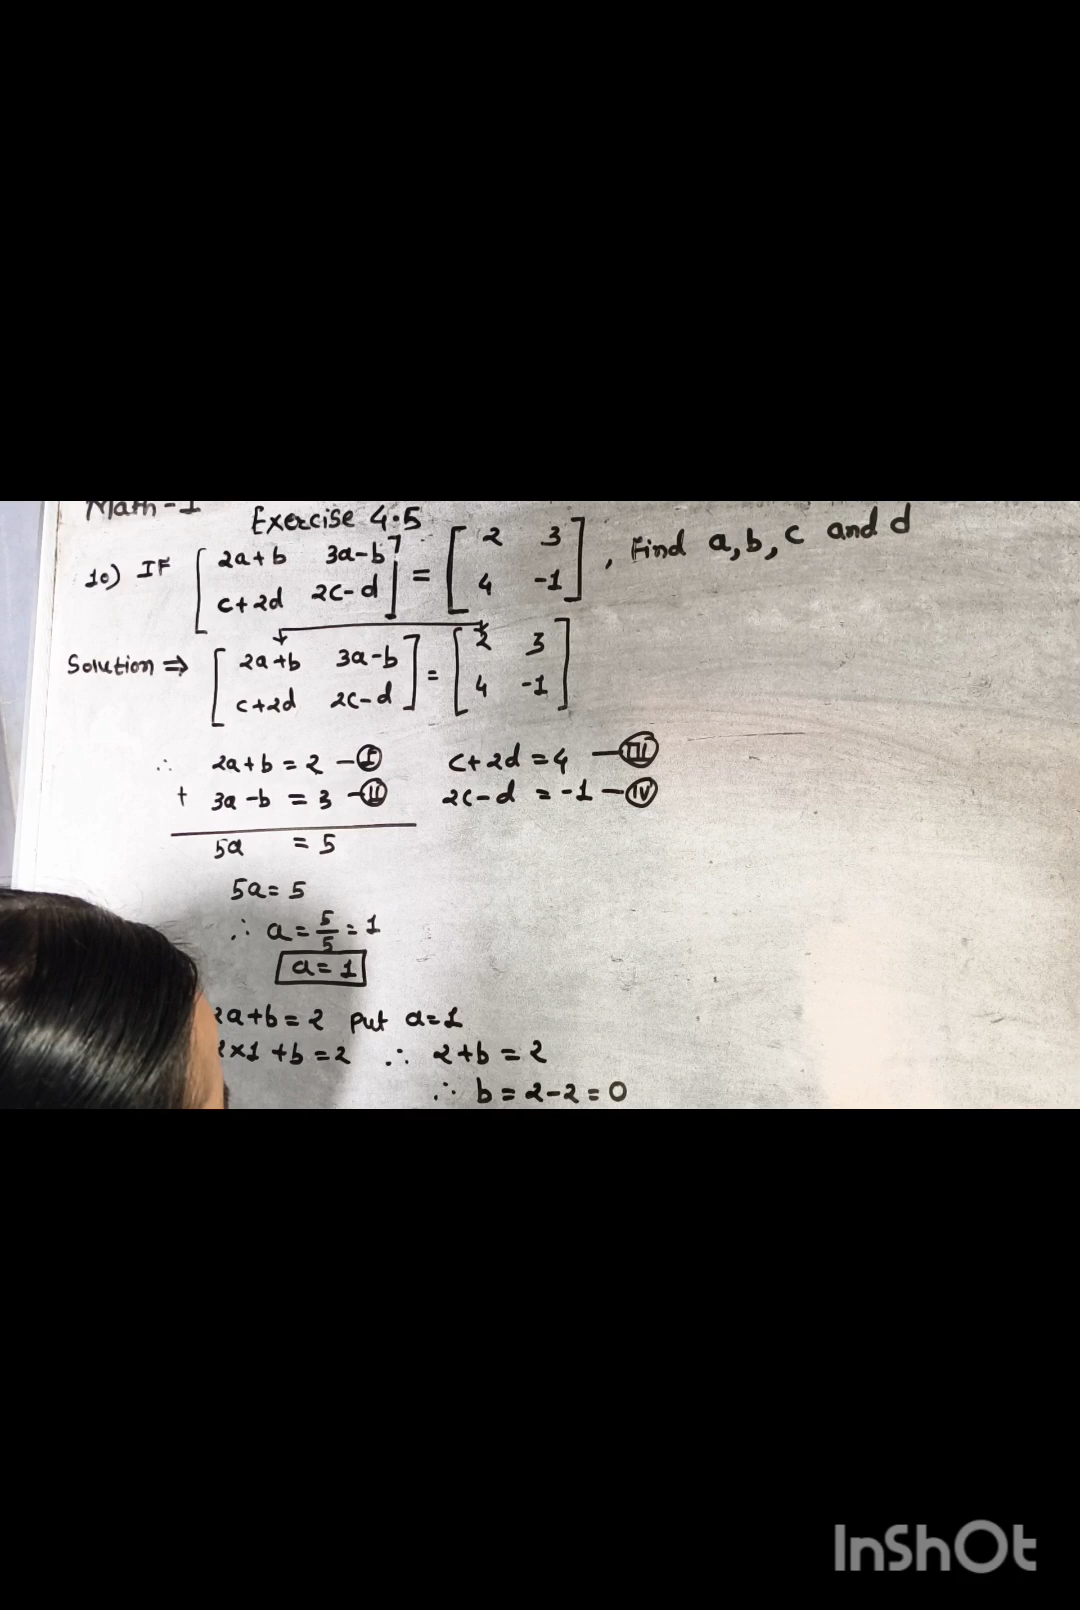 Math-I
Exercise 4.5
10) IF [2a+b 3a-b = [2 3 , Find a,b,c and d
c+2d 2c-d] 4 -1]
Solution ⇒ [2a+b 3a-b = [2 3
c+2d 2c-d] 4 -1]
∴ 2a+b=2 -Ⓘ c+2d=4 -(III)
+ 3a-b=3 -(II) 2c-d=-1 -(IV)
5a =5
5a=5
∴ a=5/5=1
a=1
2a+b=2 put a=1
2×1+b=2 ∴ 2+b=2
∴ b=2-2=0
InShOt